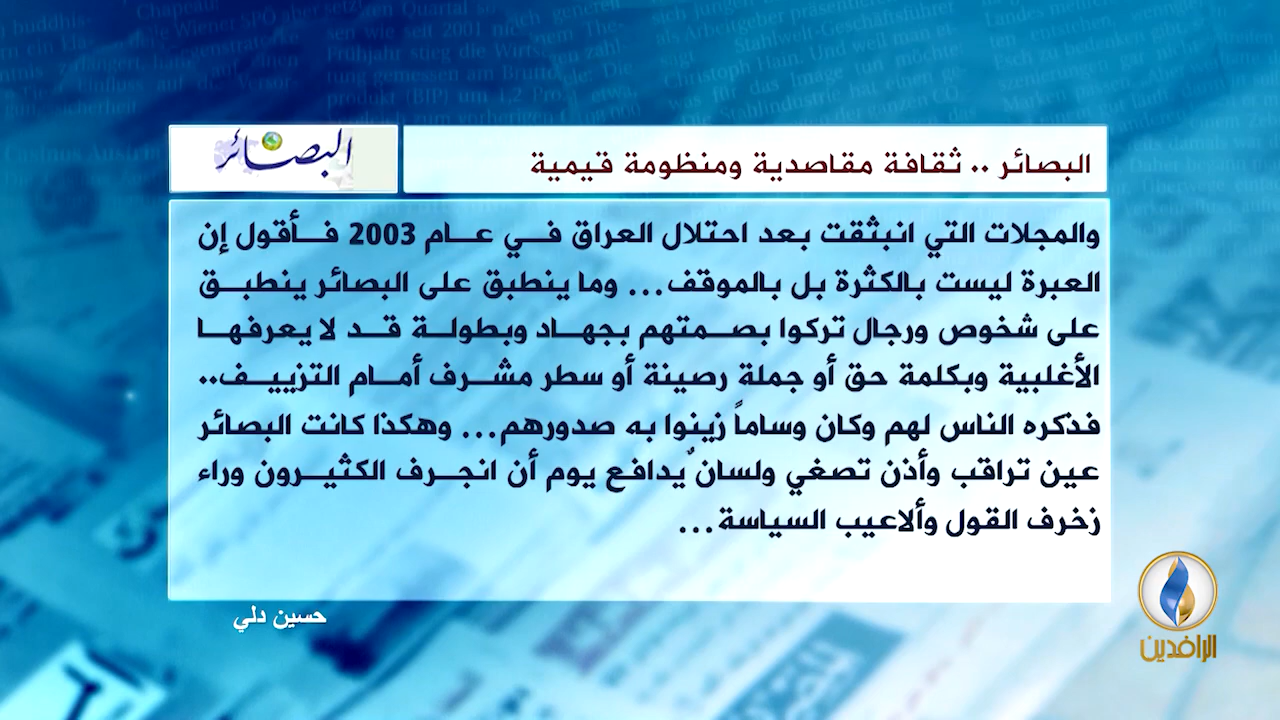 البصائر
البصائر .. ثقافة مقاصدية ومنظومة قيمية
والمجلات التي انبثقت بعد احتلال العراق في عام 2003 فأقول إن
العبرة ليست بالكثرة بل بالموقف... وما ينطبق على البصائر ينطبق
على شخوص ورجال تركوا بصمتهم بجهاد وبطولة قد لا يعرفها
الأغلبية وبكلمة حق أو جملة رصينة أو سطر مشرف أمام التزييف..
فذكره الناس لهم وكان وساماً زينوا به صدورهم... وهكذا كانت البصائر
عين تراقب وأذن تصغي ولسانٌ يدافع يوم أن انجرف الكثيرون وراء
زخرف القول وألاعيب السياسة...
حسين دلي
الرافدين